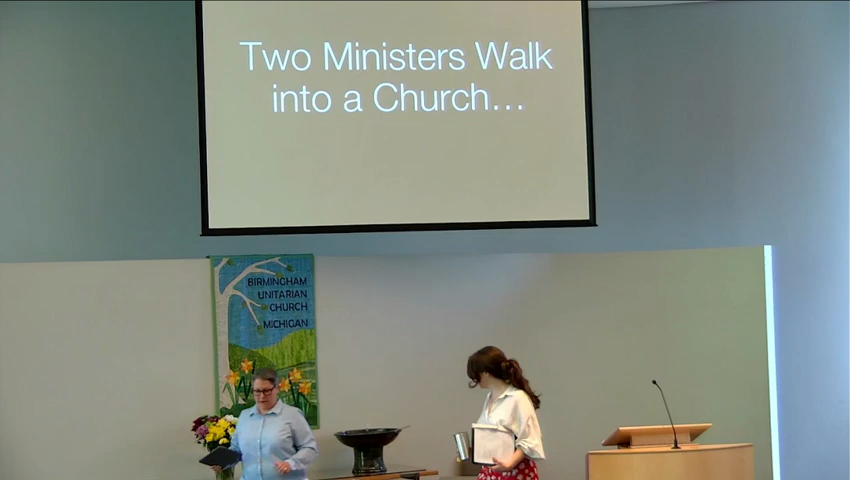 Two Ministers Walk
into a Church...
BIRMINGHAM
UNITARIAN
CHURCH
MICHIGAN